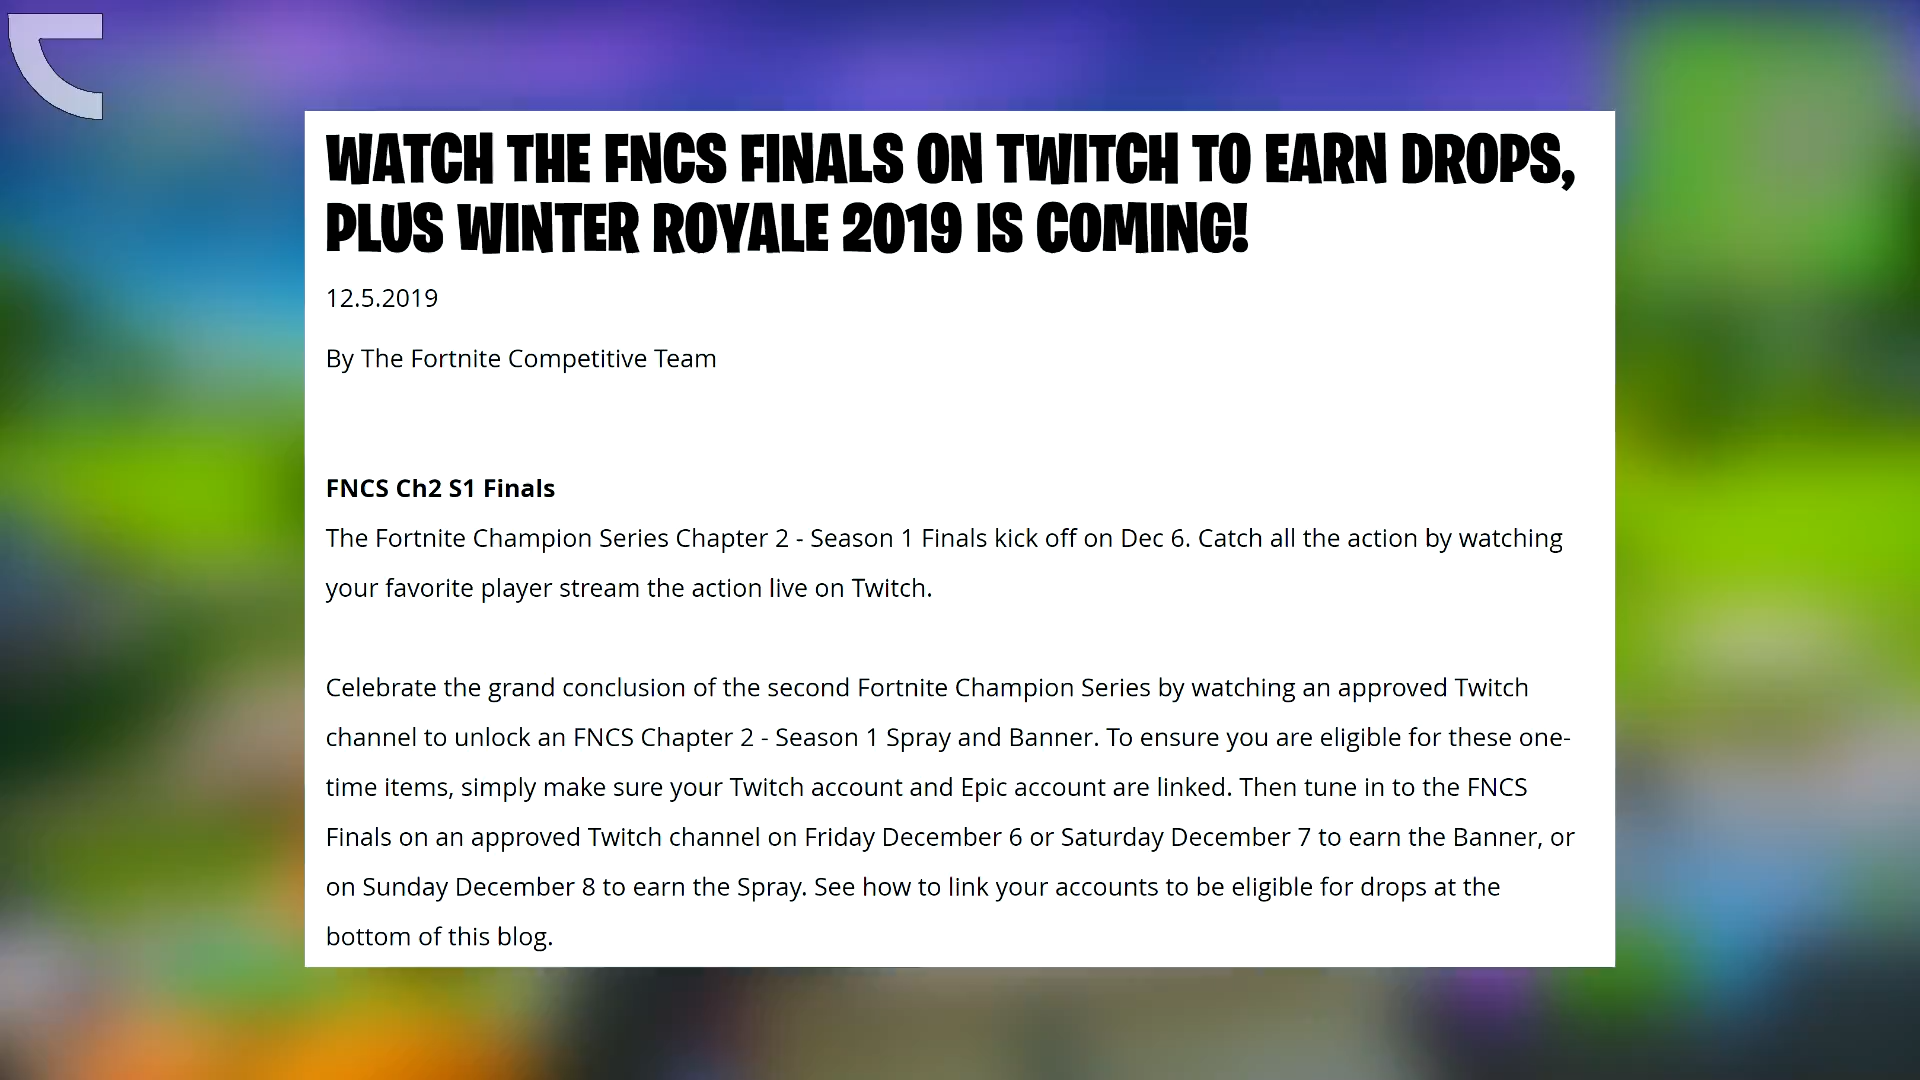 WATCH THE FNCS FINALS ON TWITCH TO EARN DROPS,
PLUS WINTER ROYALE 2019 IS COMING!
12.5.2019
By The Fortnite Competitive Team
FNCS Ch2 S1 Finals
The Fortnite Champion Series Chapter 2 - Season 1 Finals kick off on Dec 6. Catch all the action by watching
your favorite player stream the action live on Twitch.
Celebrate the grand conclusion of the second Fortnite Champion Series by watching an approved Twitch
channel to unlock an FNCS Chapter 2 - Season 1 Spray and Banner. To ensure you are eligible for these one-
time items, simply make sure your Twitch account and Epic account are linked. Then tune in to the FNCS
Finals on an approved Twitch channel on Friday December 6 or Saturday December 7 to earn the Banner, or
on Sunday December 8 to earn the Spray. See how to link your accounts to be eligible for drops at the
bottom of this blog.